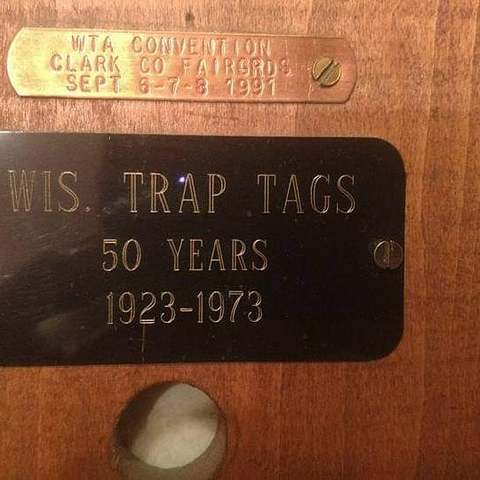 WTA CONVENTION
CLARK CO FAIRGRDS
SEPT 6-7-8 1991
WIS. TRAP TAGS
50 YEARS
1923-1973